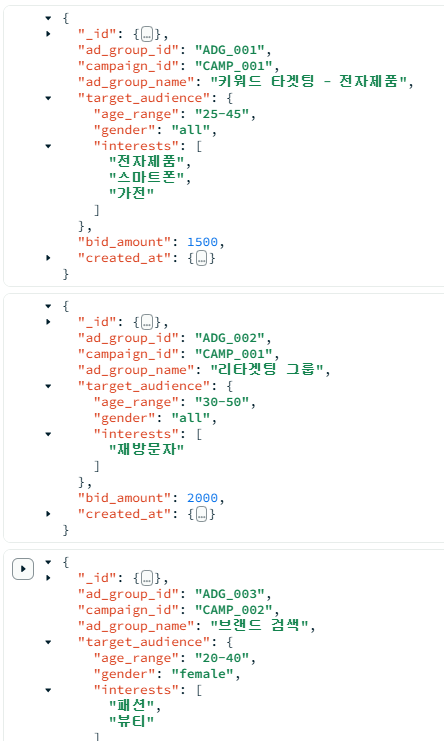 {
"_id": {…},
"ad_group_id": "ADG_001",
"campaign_id": "CAMP_001",
"ad_group_name": "키워드 타겟팅 - 전자제품",
"target_audience": {
"age_range": "25-45",
"gender": "all",
"interests": [
"전자제품",
"스마트폰",
"가전"
]
},
"bid_amount": 1500,
"created_at": {…}
}
{
"_id": {…},
"ad_group_id": "ADG_002",
"campaign_id": "CAMP_001",
"ad_group_name": "리타겟팅 그룹",
"target_audience": {
"age_range": "30-50",
"gender": "all",
"interests": [
"재방문자"
]
},
"bid_amount": 2000,
"created_at": {…}
}
{
"_id": {…},
"ad_group_id": "ADG_003",
"campaign_id": "CAMP_002",
"ad_group_name": "브랜드 검색",
"target_audience": {
"age_range": "20-40",
"gender": "female",
"interests": [
"패션",
"뷰티"
]